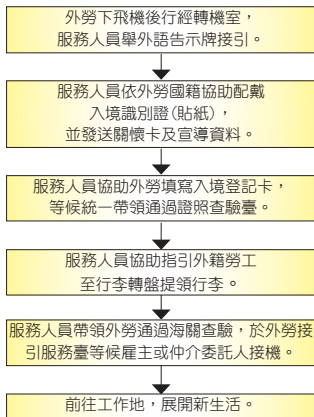 外勞下飛機後行經轉機室，
服務人員舉外語告示牌接引。
服務人員依外勞國籍協助配戴
入境識別證(貼紙)，
並發送關懷卡及宣導資料。
服務人員協助外勞填寫入境登記卡，
等候統一帶領通過證照查驗臺。
服務人員協助指引外籍勞工
至行李轉盤提領行李。
服務人員帶領外勞通過海關查驗，於外勞接
引服務臺等候雇主或仲介委託人接機。
前往工作地，展開新生活。